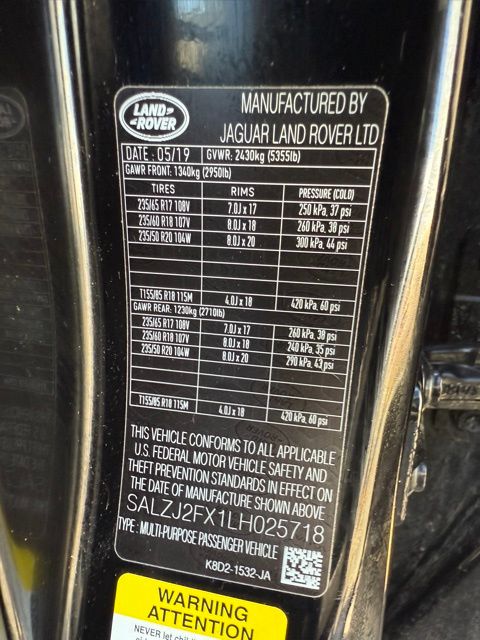 LAND
ROVER
MANUFACTURED BY
JAGUAR LAND ROVER LTD
DATE : 05/19 GVWR: 2430kg (5355lb)
GAWR FRONT: 1340kg (2950lb)
TIRES RIMS PRESSURE (COLD)
235/65 R17 108V 7.0J x 17 250 kPa, 37 psi
235/60 R18 107V 8.0J x 18 260 kPa, 38 psi
235/50 R20 104W 8.0J x 20 300 kPa, 44 psi
T155/85 R18 115M 4.0J x 18 420 kPa, 60 psi
GAWR REAR: 1230kg (2710lb)
235/65 R17 108V 7.0J x 17 260 kPa, 38 psi
235/60 R18 107V 8.0J x 18 240 kPa, 35 psi
235/50 R20 104W 8.0J x 20 290 kPa, 43 psi
T155/85 R18 115M 4.0J x 18 420 kPa, 60 psi
THIS VEHICLE CONFORMS TO ALL APPLICABLE
U.S. FEDERAL MOTOR VEHICLE SAFETY AND
THEFT PREVENTION STANDARDS IN EFFECT ON
THE DATE OF MANUFACTURE SHOWN ABOVE
SALZJ2FX1LH025718
TYPE : MULTI-PURPOSE PASSENGER VEHICLE
K8D2-1532-JA
WARNING
ATTENTION
NEVER let chil